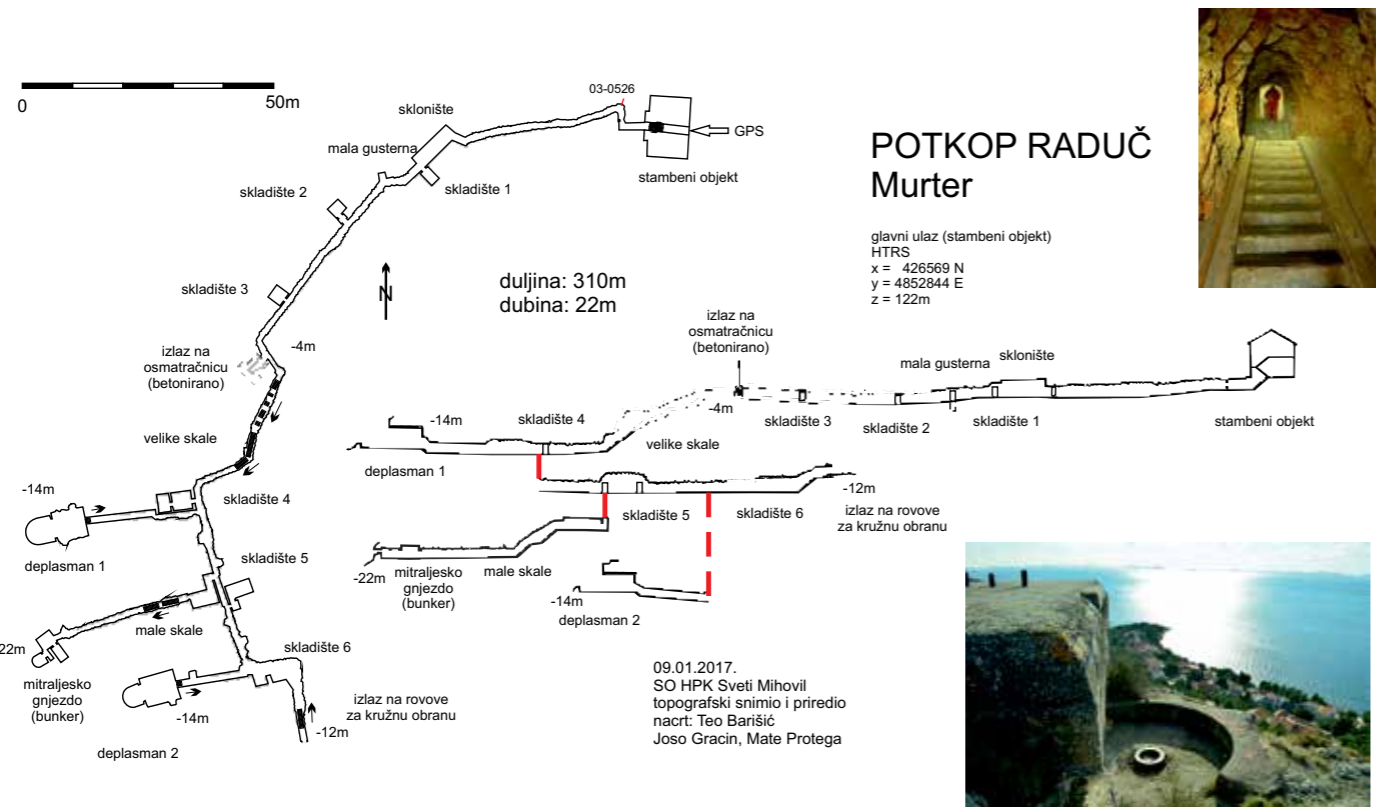 POTKOP RADUČ
Murter
glavni ulaz (stambeni objekt)
HTRS
x = 426569 N
y = 4852844 E
z = 122m
duljina: 310m
dubina: 22m
N
0
50m
03-0526
GPS
stambeni objekt
sklonište
mala gusterna
skladište 1
skladište 2
skladište 3
izlaz na
osmatračnicu
(betonirano)
-4m
velike skale
skladište 4
-14m
deplasman 1
skladište 5
male skale
22m
mitraljesko
gnjezdo
(bunker)
skladište 6
-14m
deplasman 2
izlaz na rovove
za kružnu obranu
-12m
izlaz na
osmatračnicu
(betonirano)
mala gusterna
sklonište
-4m
skladište 3
skladište 2
skladište 1
stambeni objekt
-14m
skladište 4
velike skale
deplasman 1
skladište 5
skladište 6
-12m
izlaz na rovove
za kružnu obranu
-22m
mitraljesko
gnjezdo
(bunker)
male skale
-14m
deplasman 2
09.01.2017.
SO HPK Sveti Mihovil
topografski snimio i priredio
nacrt: Teo Barišić
Joso Gracin, Mate Protega